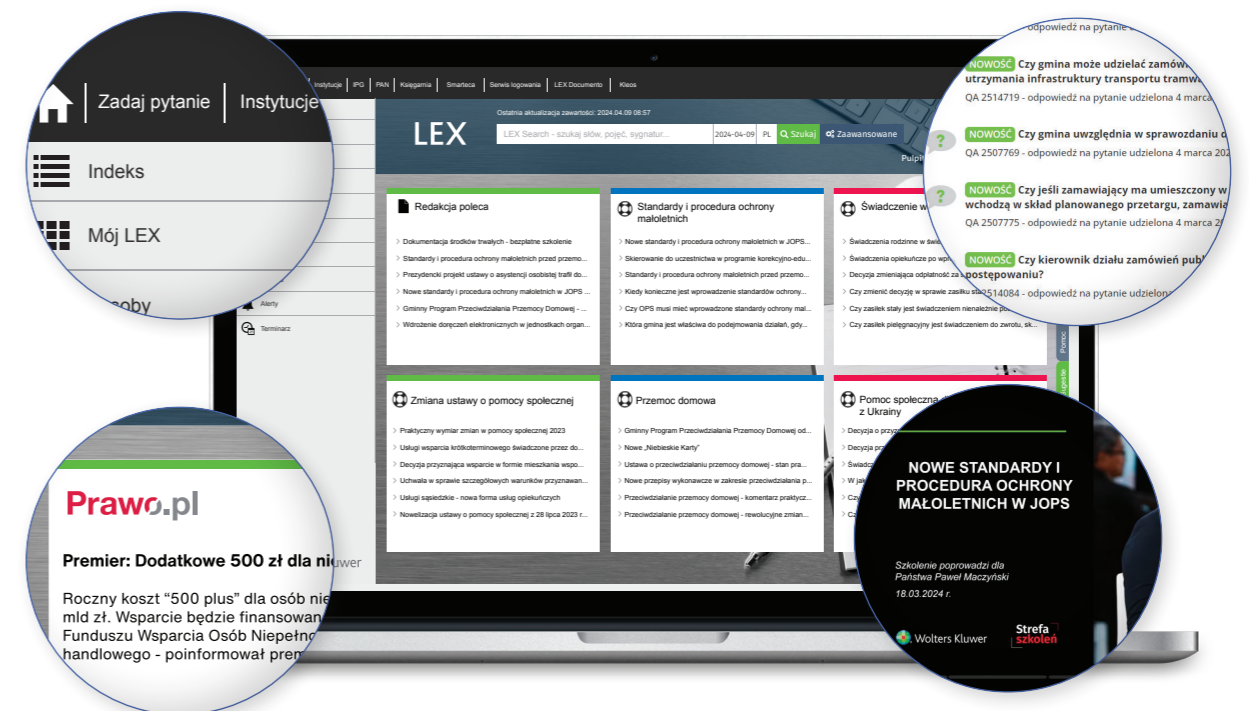 Zadaj pytanie
Instytucje
Indeks
Mój LEX
Alerty
Terminarz
Instytucje
IPG
PAN
Księgarnia
Smarteca
Serwis logowania
LEX Documento
Kleos
LEX
Ostatnia aktualizacja zawartości: 2024.04.09 08:57
LEX Search - szukaj słów, pojęć, sygnatur...
2024-04-09
PL
Szukaj
Zaawansowane
Redakcja poleca
Dokumentacja środków trwałych - bezpłatne szkolenie
Standardy i procedura ochrony małoletnich przed przemo...
Prezydencki projekt ustawy o asystencji osobistej trafił do...
Nowe standardy i procedura ochrony małoletnich w JOPS ...
Gminny Program Przeciwdziałania Przemocy Domowej - ...
Wdrożenie doręczeń elektronicznych w jednostkach organ...
Standardy i procedura ochrony
małoletnich
Nowe standardy i procedura ochrony małoletnich w JOPS...
Skierowanie do uczestnictwa w programie korekcyjno-edu...
Standardy i procedura ochrony małoletnich przed przemo...
Kiedy konieczne jest wprowadzenie standardów ochrony...
Czy OPS musi mieć wprowadzone standardy ochrony mał...
Która gmina jest właściwa do podejmowania działań, gdy...
Świadczenie w
Świadczenia rodzinne w
Świadczenia opiekuńcze po
Decyzja zmieniająca odpłatność za
Czy zmienić decyzję w sprawie zasiłku
Czy zasiłek stały jest świadczeniem nienależnie
Czy zasiłek pielęgnacyjny jest świadczeniem do zwrotu, sk...
Zmiana ustawy o pomocy społecznej
Praktyczny wymiar zmian w pomocy społecznej 2023
Usługi wsparcia krótkoterminowego świadczone przez do...
Decyzja przyznająca wsparcie w formie mieszkania wspo...
Uchwała w sprawie szczegółowych warunków przyznawan...
Usługi sąsiedzkie - nowa forma usług opiekuńczych
Nowelizacja ustawy o pomocy społecznej z 28 lipca 2023 r...
Przemoc domowa
Gminny Program Przeciwdziałania Przemocy Domowej od...
Nowe „Niebieskie Karty”
Ustawa o przeciwdziałaniu przemocy domowej - stan pra...
Nowe przepisy wykonawcze w zakresie przeciwdziałania p...
Przeciwdziałanie przemocy domowej - komentarz praktycz...
Przeciwdziałanie przemocy domowej - rewolucyjne zmian...
Pomoc społeczna
z Ukrainy
Decyzja o
Decyzja
Pomoc
odpowiedź na pytanie
NOWOŚĆ Czy gmina może udzielać
utrzymania infrastruktury transportu
QA 2514719 - odpowiedź na pytanie udzielona 4 marca
NOWOŚĆ Czy gmina uwzględnia w sprawozdaniu
QA 2507769 - odpowiedź na pytanie udzielona 4 marca
NOWOŚĆ Czy jeśli zamawiający ma umieszczony w
wchodzą w skład planowanego przetargu,
QA 2507775 - odpowiedź na pytanie udzielona 4 marca
NOWOŚĆ Czy kierownik działu zamówień
postępowaniu?
2514084 - odpowiedź na pytanie
Prawo.pl
Premier: Dodatkowe 500 zł dla
Roczny koszt “500 plus” dla osób
mld zł. Wsparcie będzie
Funduszu Wsparcia Osób
handlowego - poinformował
NOWE STANDARDY I
PROCEDURA OCHRONY
MAŁOLETNICH W JOPS
Szkolenie poprowadzi dla
Państwa Paweł Maczyński
18.03.2024 r.
Wolters Kluwer
Strefa
szkoleń